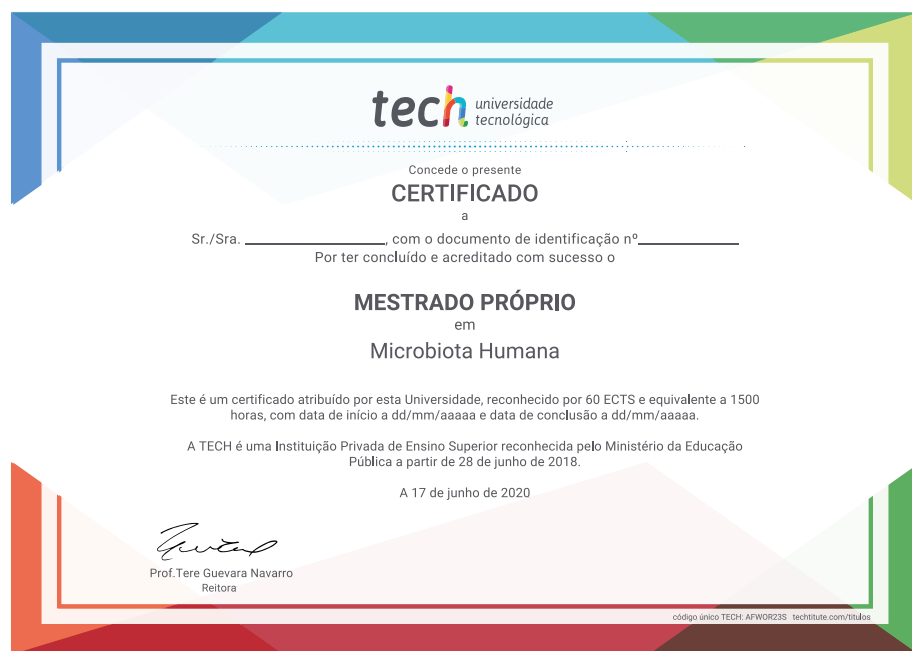 tech universidade
tecnológica
Concede o presente
CERTIFICADO
a
Sr./Sra. __________________, com o documento de identificação nº_____________
Por ter concluído e acreditado com sucesso o
MESTRADO PRÓPRIO
em
Microbiota Humana
Este é um certificado atribuído por esta Universidade, reconhecido por 60 ECTS e equivalente a 1500
horas, com data de início a dd/mm/aaaaa e data de conclusão a dd/mm/aaaaa.
A TECH é uma Instituição Privada de Ensino Superior reconhecida pelo Ministério da Educação
Pública a partir de 28 de junho de 2018.
A 17 de junho de 2020
Prof.Tere Guevara Navarro
Reitora
código único TECH: AFWOR23S techtitute.com/titulos